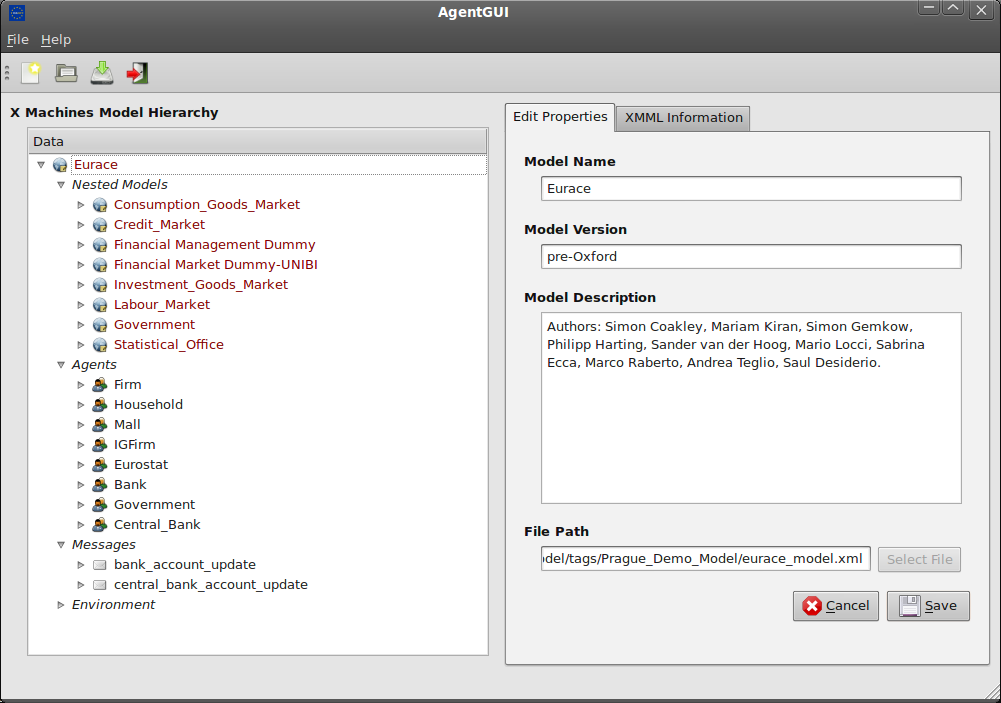 AgentGUI
File Help
X Machines Model Hierarchy
Data
Eurace
Nested Models
Consumption_Goods_Market
Credit_Market
Financial Management Dummy
Financial Market Dummy-UNIBI
Investment_Goods_Market
Labour_Market
Government
Statistical_Office
Agents
Firm
Household
Mall
IGFirm
Eurostat
Bank
Government
Central_Bank
Messages
bank_account_update
central_bank_account_update
Environment
Edit Properties XMML Information
Model Name
Eurace
Model Version
pre-Oxford
Model Description
Authors: Simon Coakley, Mariam Kiran, Simon Gemkow,
Philipp Harting, Sander van der Hoog, Mario Locci, Sabrina
Ecca, Marco Raberto, Andrea Teglio, Saul Desiderio.
File Path
del/tags/Prague_Demo_Model/eurace_model.xml Select File
Cancel Save